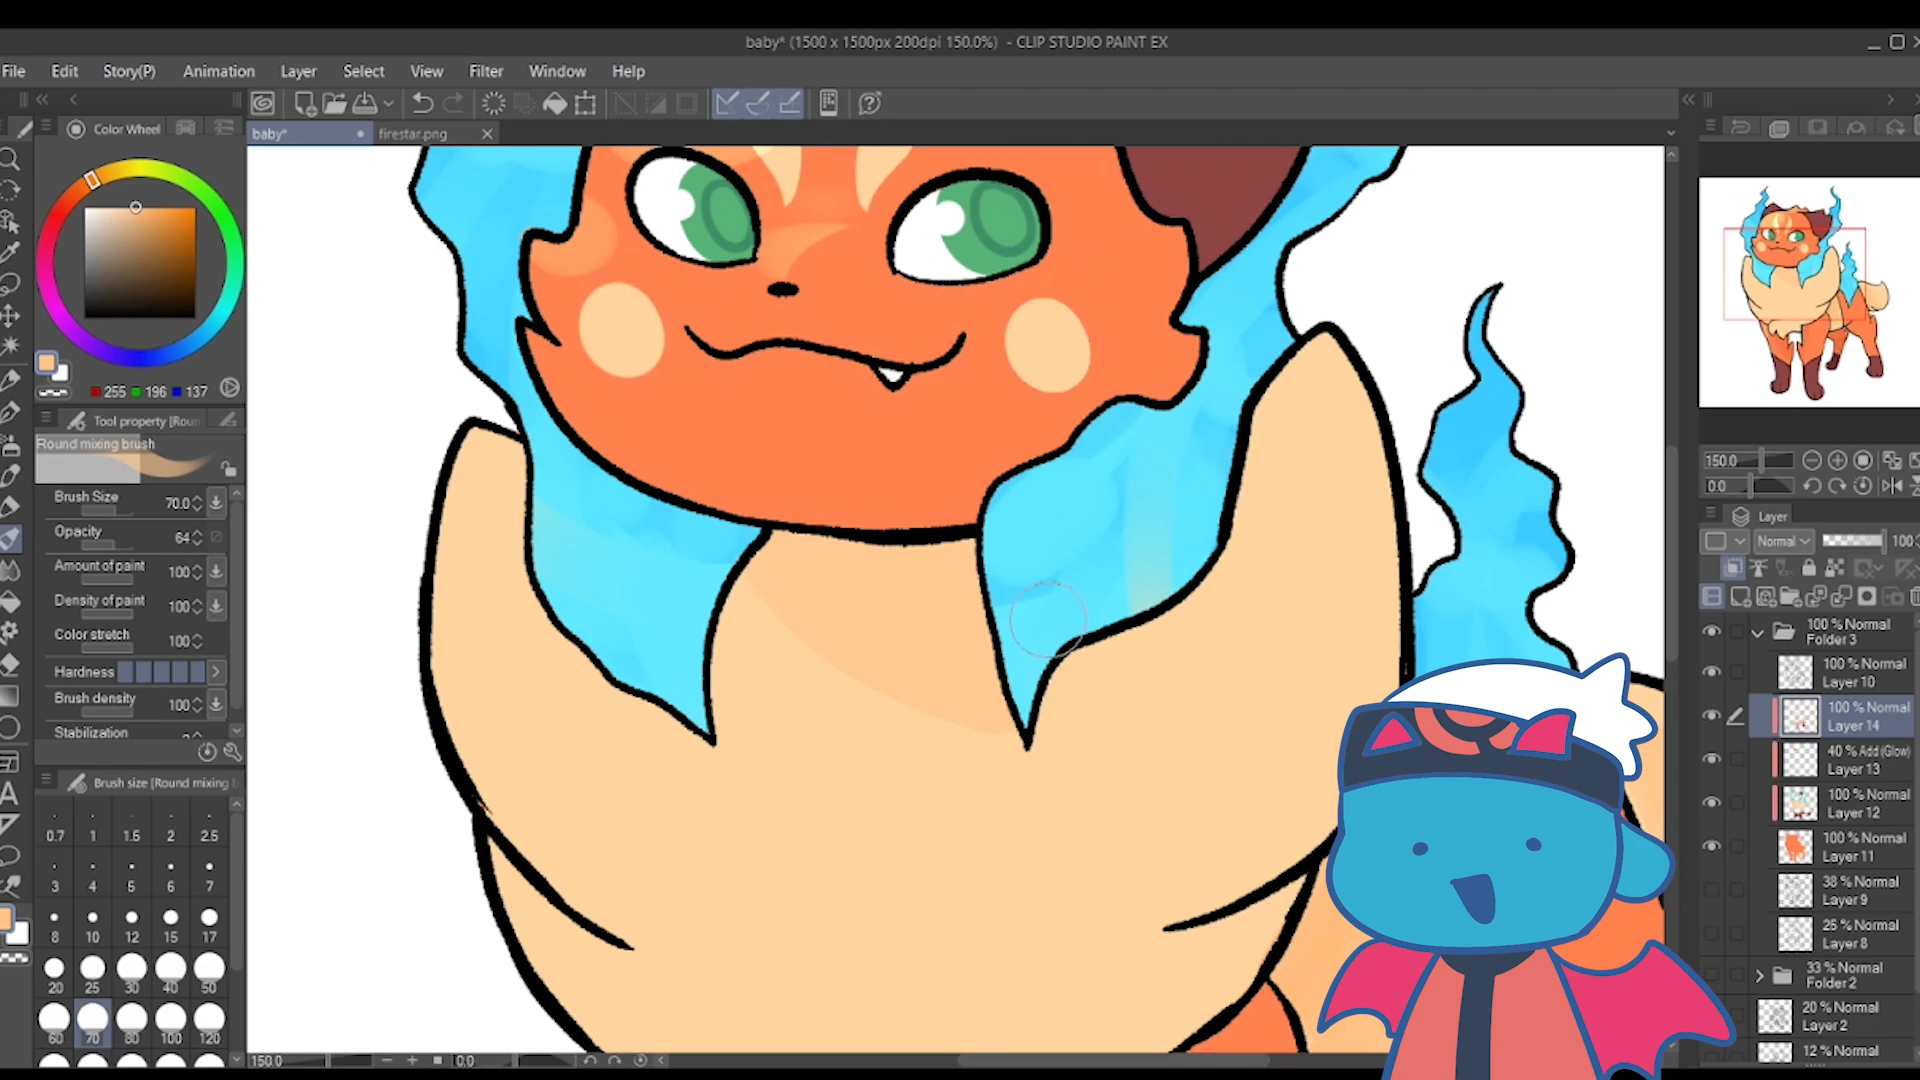 baby* (1500 x 1500px 200dpi 150.0%) - CLIP STUDIO PAINT EX
File Edit Story(P) Animation Layer Select View Filter Window Help
Color Wheel
baby*
firestar.png
255 196 137
Tool property [Roun
Round mixing brush
Brush Size 70.0
Opacity 64
Amount of paint 100
Density of paint 100
Color stretch 100
Hardness
Brush density 100
Stabilization
Brush size [Round mixing b
0.7 1 1.5 2 2.5
3 4 5 6 7
8 10 12 15 17
20 25 30 40 50
60 70 80 100 120
150.0 0.0
150.0
0.0
Layer
Normal 100
100 % Normal
Folder 3
100 % Normal
Layer 10
100 % Normal
Layer 14
40 % Add (Glow)
Layer 13
100 % Normal
Layer 12
100 % Normal
Layer 11
38 % Normal
Layer 9
25 % Normal
Layer 8
33 % Normal
Folder 2
20 % Normal
Layer 2
12 % Normal